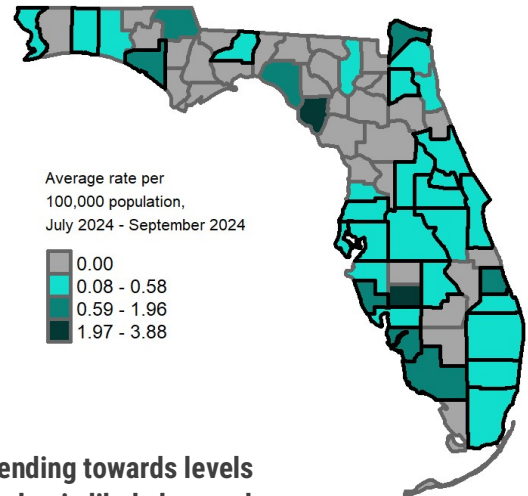 Average rate per
100,000 population,
July 2024 - September 2024
0.00
0.08 - 0.58
0.59 - 1.96
1.97 - 3.88
ending towards levels